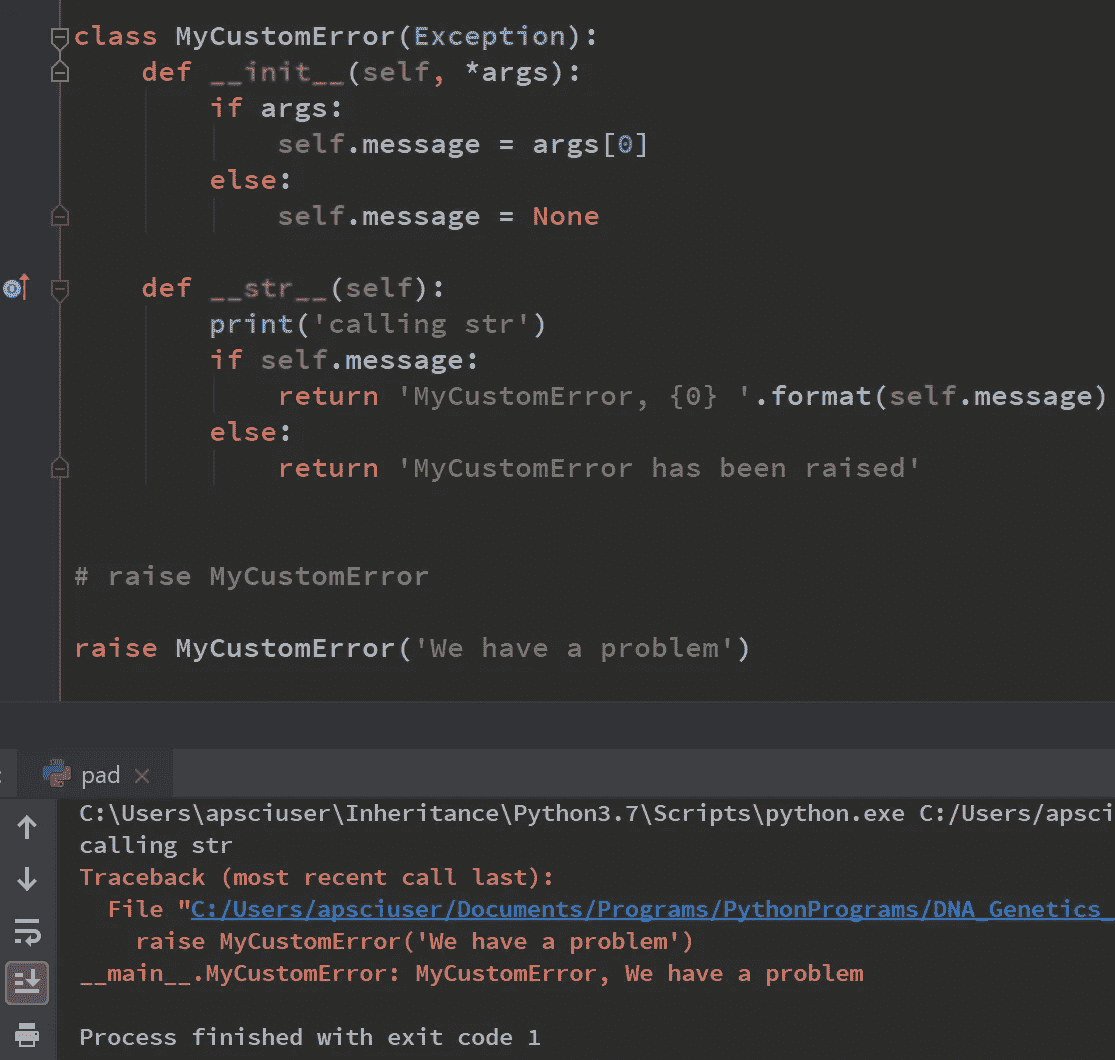 class MyCustomError(Exception):
    def __init__(self, *args):
        if args:
            self.message = args[0]
        else:
            self.message = None
    def __str__(self):
        print('calling str')
        if self.message:
            return 'MyCustomError, {0} '.format(self.message)
        else:
            return 'MyCustomError has been raised'
# raise MyCustomError
raise MyCustomError('We have a problem')
pad
C:\Users\apsciuser\Inheritance\Python3.7\Scripts\python.exe C:/Users/apsci
calling str
Traceback (most recent call last):
  File "C:/Users/apsciuser/Documents/Programs/PythonPrograms/DNA_Genetics_
    raise MyCustomError('We have a problem')
__main__.MyCustomError: MyCustomError, We have a problem
Process finished with exit code 1